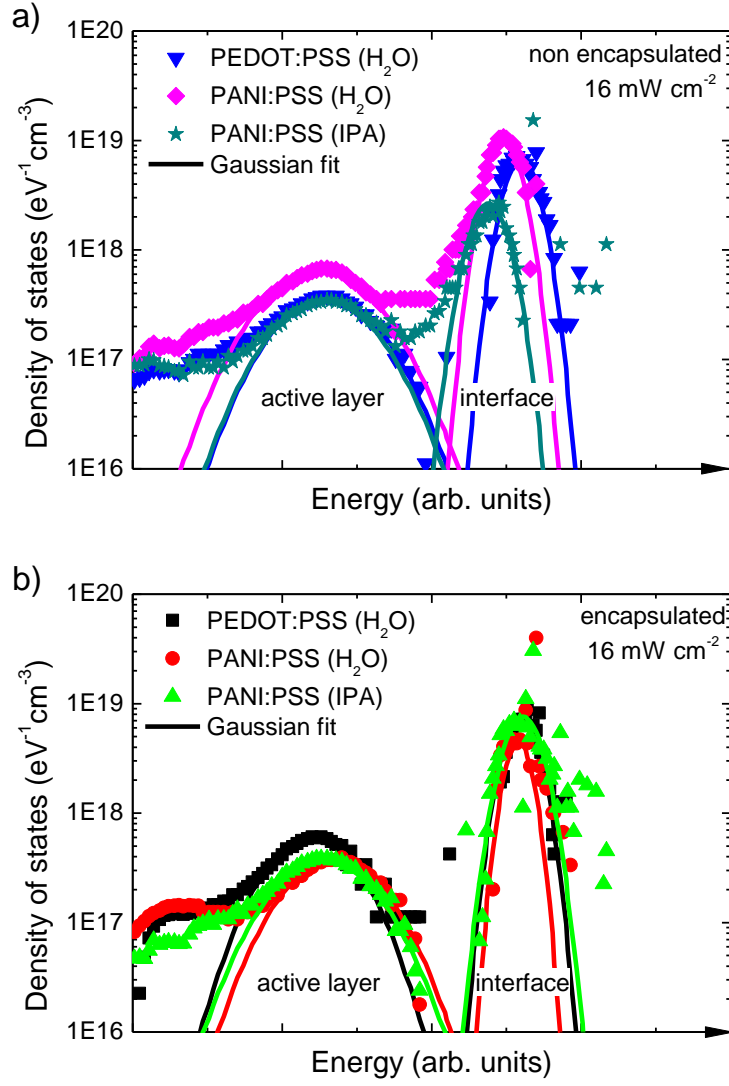 a)
1E20
1E19
1E18
1E17
1E16
Density of states (eV⁻¹cm⁻³)
PEDOT:PSS (H₂O)
PANI:PSS (H₂O)
PANI:PSS (IPA)
Gaussian fit
non encapsulated
16 mW cm⁻²
active layer
interface
Energy (arb. units)
b)
1E20
1E19
1E18
1E17
1E16
Density of states (eV⁻¹cm⁻³)
PEDOT:PSS (H₂O)
PANI:PSS (H₂O)
PANI:PSS (IPA)
Gaussian fit
encapsulated
16 mW cm⁻²
active layer
interface
Energy (arb. units)